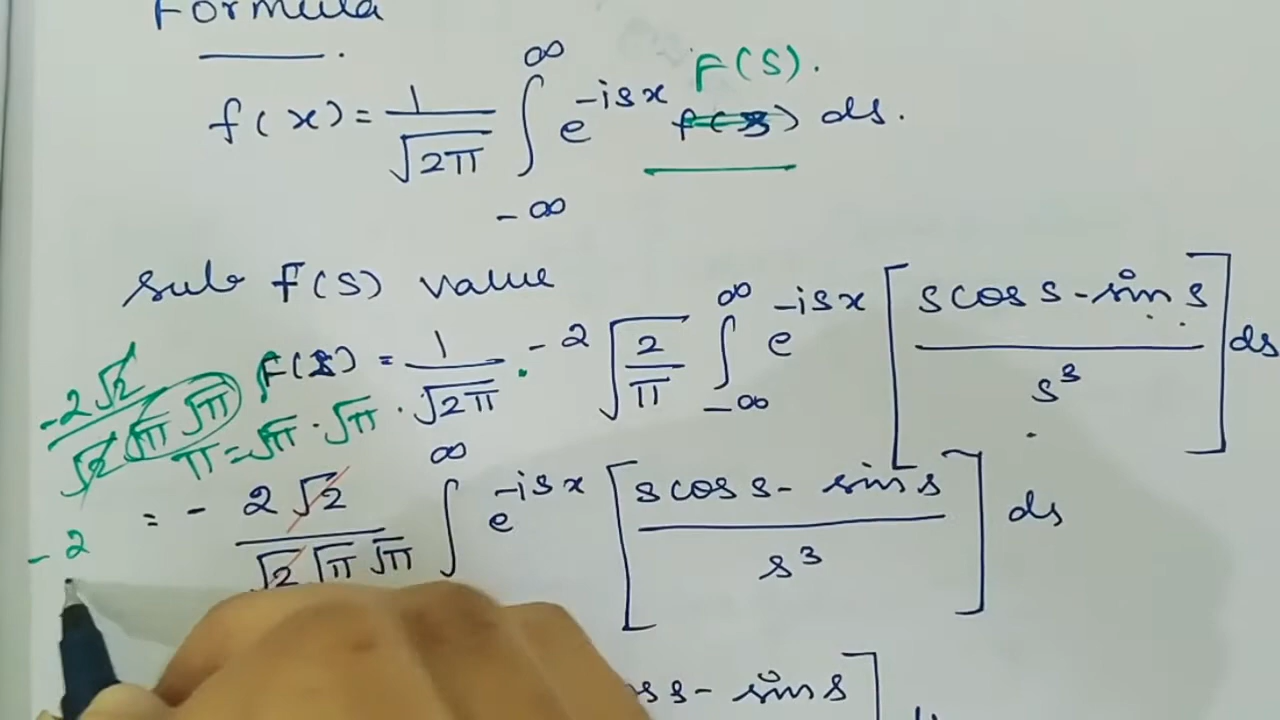 Formula
f(x) = 1/√2π ∫_{-∞}^{∞} e^{-isx} F(S). ds.
sub f(s) value
f(x) = 1/√2π · -2 √(2/π) ∫_{-∞}^{∞} e^{-isx} [s cos s - sin s / s³] ds
-2√2 / √2 √π √π
π = √π · √π
= - 2√2 / √2 √π √π ∫^{∞} e^{-isx} [s cos s - sin s / s³] ds
-2
s - sin s